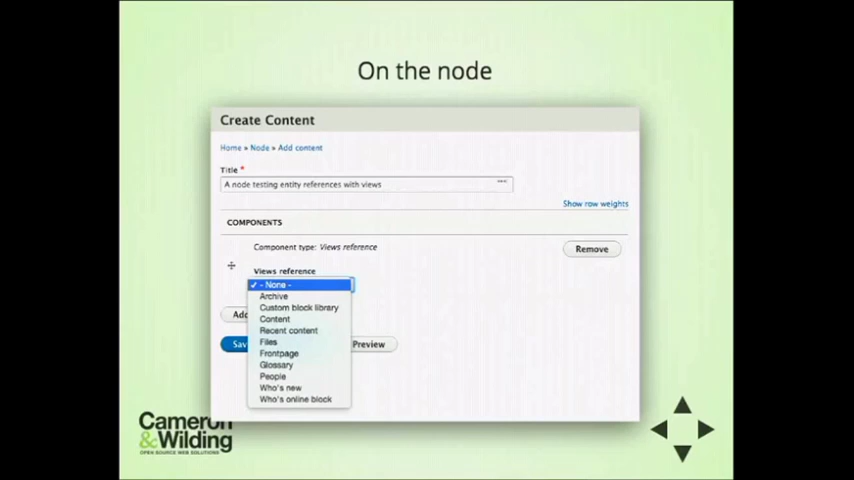 On the node
Create Content
Home » Node » Add content
Title *
A node testing entity references with views
Show row weights
COMPONENTS
Component type: Views reference
Remove
Views reference
✓ - None -
Archive
Custom block library
Content
Recent content
Files
Frontpage
Glossary
People
Who's new
Who's online block
Add
Sav
Preview
Cameron
&Wilding
OPEN SOURCE WEB SOLUTIONS